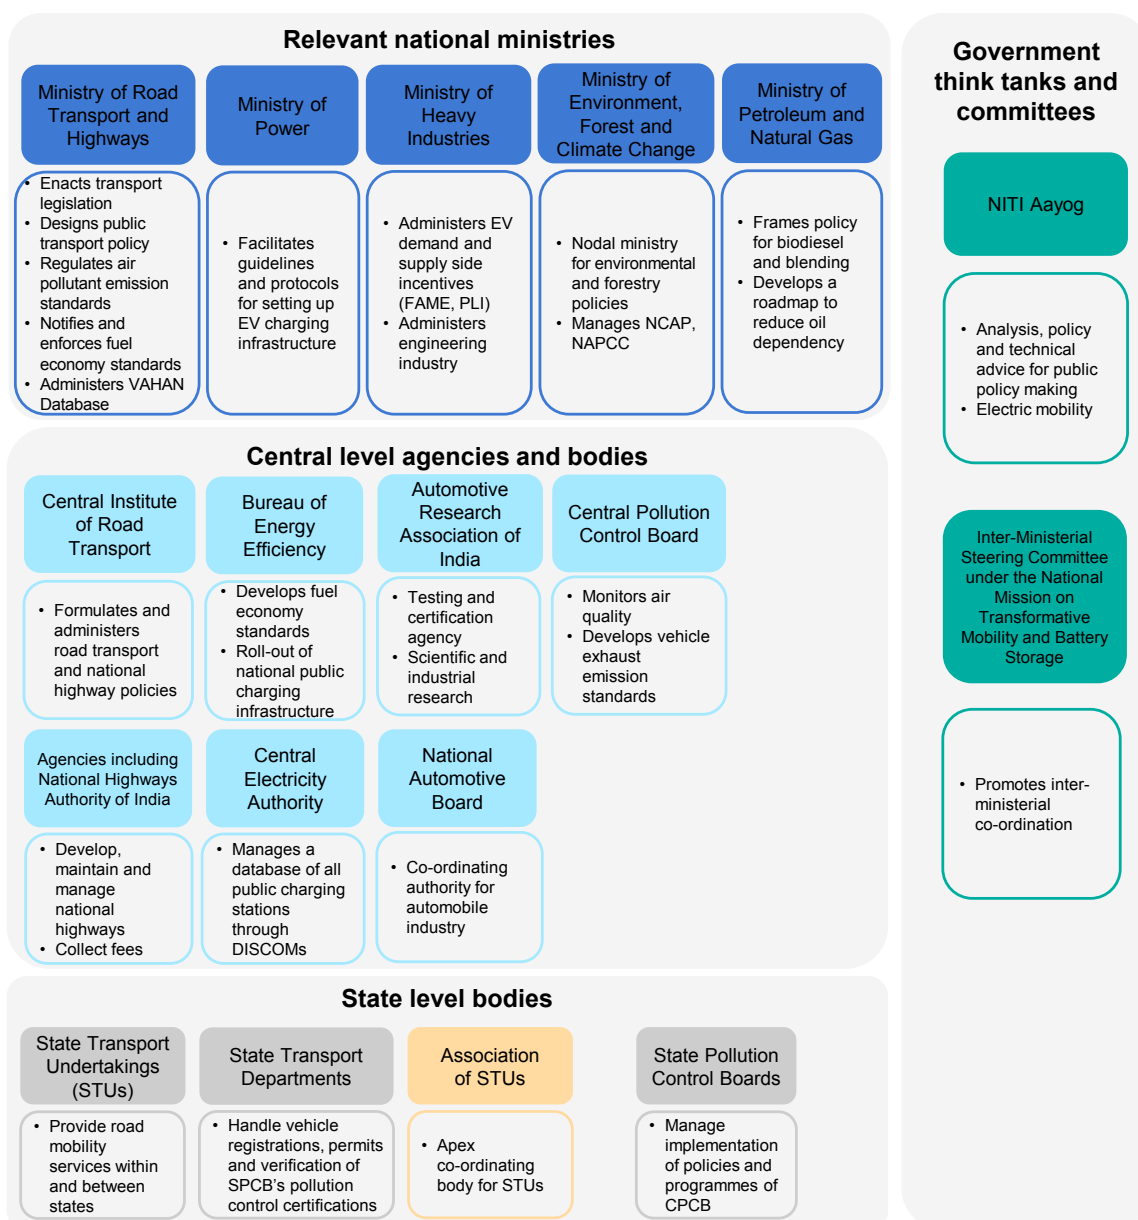 Relevant national ministries
Ministry of Road
Transport and
Highways
• Enacts transport
legislation
• Designs public
transport policy
• Regulates air
pollutant emission
standards
• Notifies and
enforces fuel
economy standards
• Administers VAHAN
Database
Ministry of
Power
• Facilitates
guidelines
and protocols
for setting up
EV charging
infrastructure
Ministry of
Heavy
Industries
• Administers EV
demand and
supply side
incentives
(FAME, PLI)
• Administers
engineering
industry
Ministry of
Environment,
Forest and
Climate Change
• Nodal ministry
for environmental
and forestry
policies
• Manages NCAP,
NAPCC
Ministry of
Petroleum and
Natural Gas
• Frames policy
for biodiesel
and blending
• Develops a
roadmap to
reduce oil
dependency
Central level agencies and bodies
Central Institute
of Road
Transport
• Formulates and
administers
road transport
and national
highway policies
Bureau of
Energy
Efficiency
• Develops fuel
economy
standards
• Roll-out of
national public
charging
infrastructure
Automotive
Research
Association of
India
• Testing and
certification
agency
• Scientific and
industrial
research
Central Pollution
Control Board
• Monitors air
quality
• Develops vehicle
exhaust
emission
standards
Agencies including
National Highways
Authority of India
• Develop,
maintain and
manage
national
highways
• Collect fees
Central
Electricity
Authority
• Manages a
database of all
public charging
stations
through
DISCOMs
National
Automotive
Board
• Co-ordinating
authority for
automobile
industry
State level bodies
State Transport
Undertakings
(STUs)
• Provide road
mobility
services within
and between
states
State Transport
Departments
• Handle vehicle
registrations, permits
and verification of
SPCB's pollution
control certifications
Association
of STUs
• Apex
co-ordinating
body for STUs
State Pollution
Control Boards
• Manage
implementation
of policies and
programmes of
CPCB
Government
think tanks and
committees
NITI Aayog
• Analysis, policy
and technical
advice for public
policy making
• Electric mobility
Inter-Ministerial
Steering Committee
under the National
Mission on
Transformative
Mobility and Battery
Storage
• Promotes inter-
ministerial
co-ordination